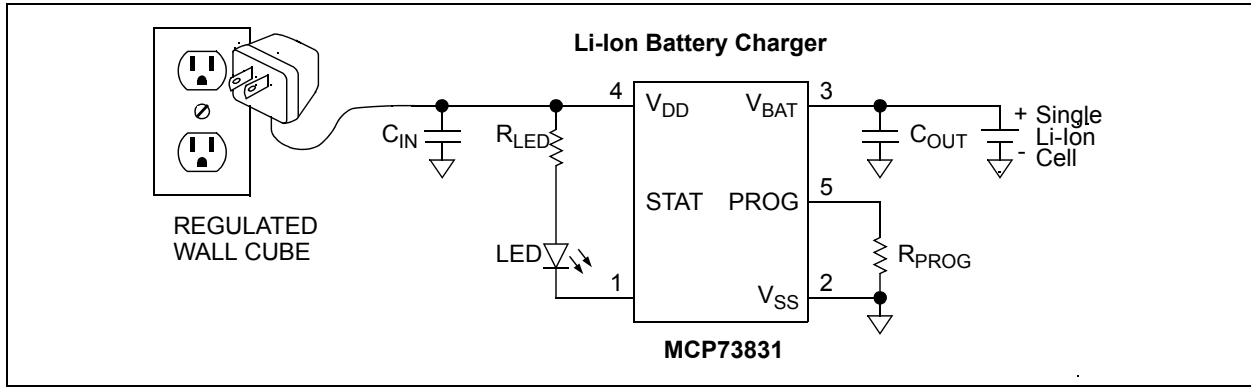 Li-Ion Battery Charger
4
3
VDD
VBAT
CIN
RLED
COUT
+ Single
Li-Ion
- Cell
STAT
PROG
5
REGULATED
WALL CUBE
LED
RPROG
1
VSS
2
MCP73831